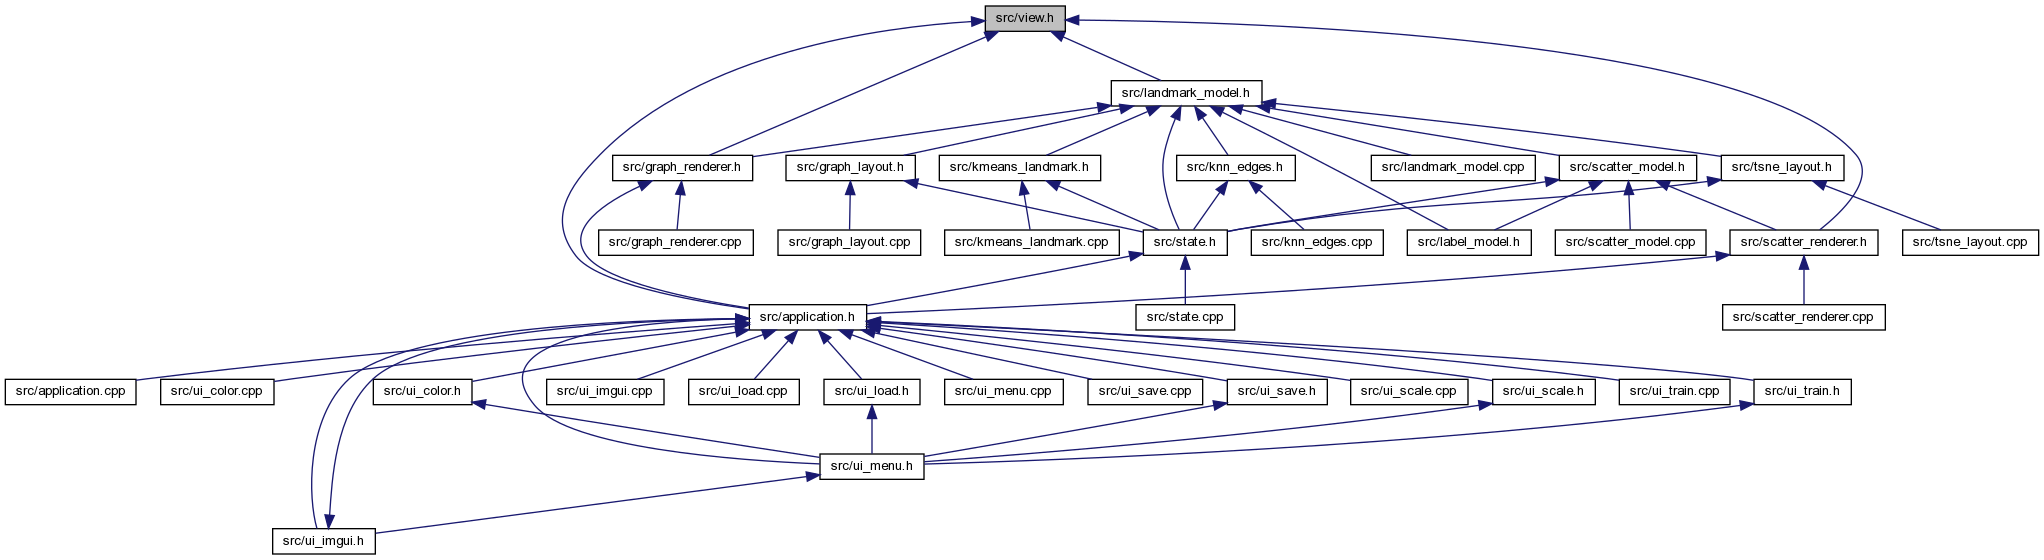 src/view.h
src/landmark_model.h
src/graph_renderer.h
src/graph_layout.h
src/kmeans_landmark.h
src/knn_edges.h
src/landmark_model.cpp
src/scatter_model.h
src/tsne_layout.h
src/graph_renderer.cpp
src/graph_layout.cpp
src/kmeans_landmark.cpp
src/state.h
src/knn_edges.cpp
src/label_model.h
src/scatter_model.cpp
src/scatter_renderer.h
src/tsne_layout.cpp
src/application.h
src/state.cpp
src/scatter_renderer.cpp
src/application.cpp
src/ui_color.cpp
src/ui_color.h
src/ui_imgui.cpp
src/ui_load.cpp
src/ui_load.h
src/ui_menu.cpp
src/ui_save.cpp
src/ui_save.h
src/ui_scale.cpp
src/ui_scale.h
src/ui_train.cpp
src/ui_train.h
src/ui_menu.h
src/ui_imgui.h